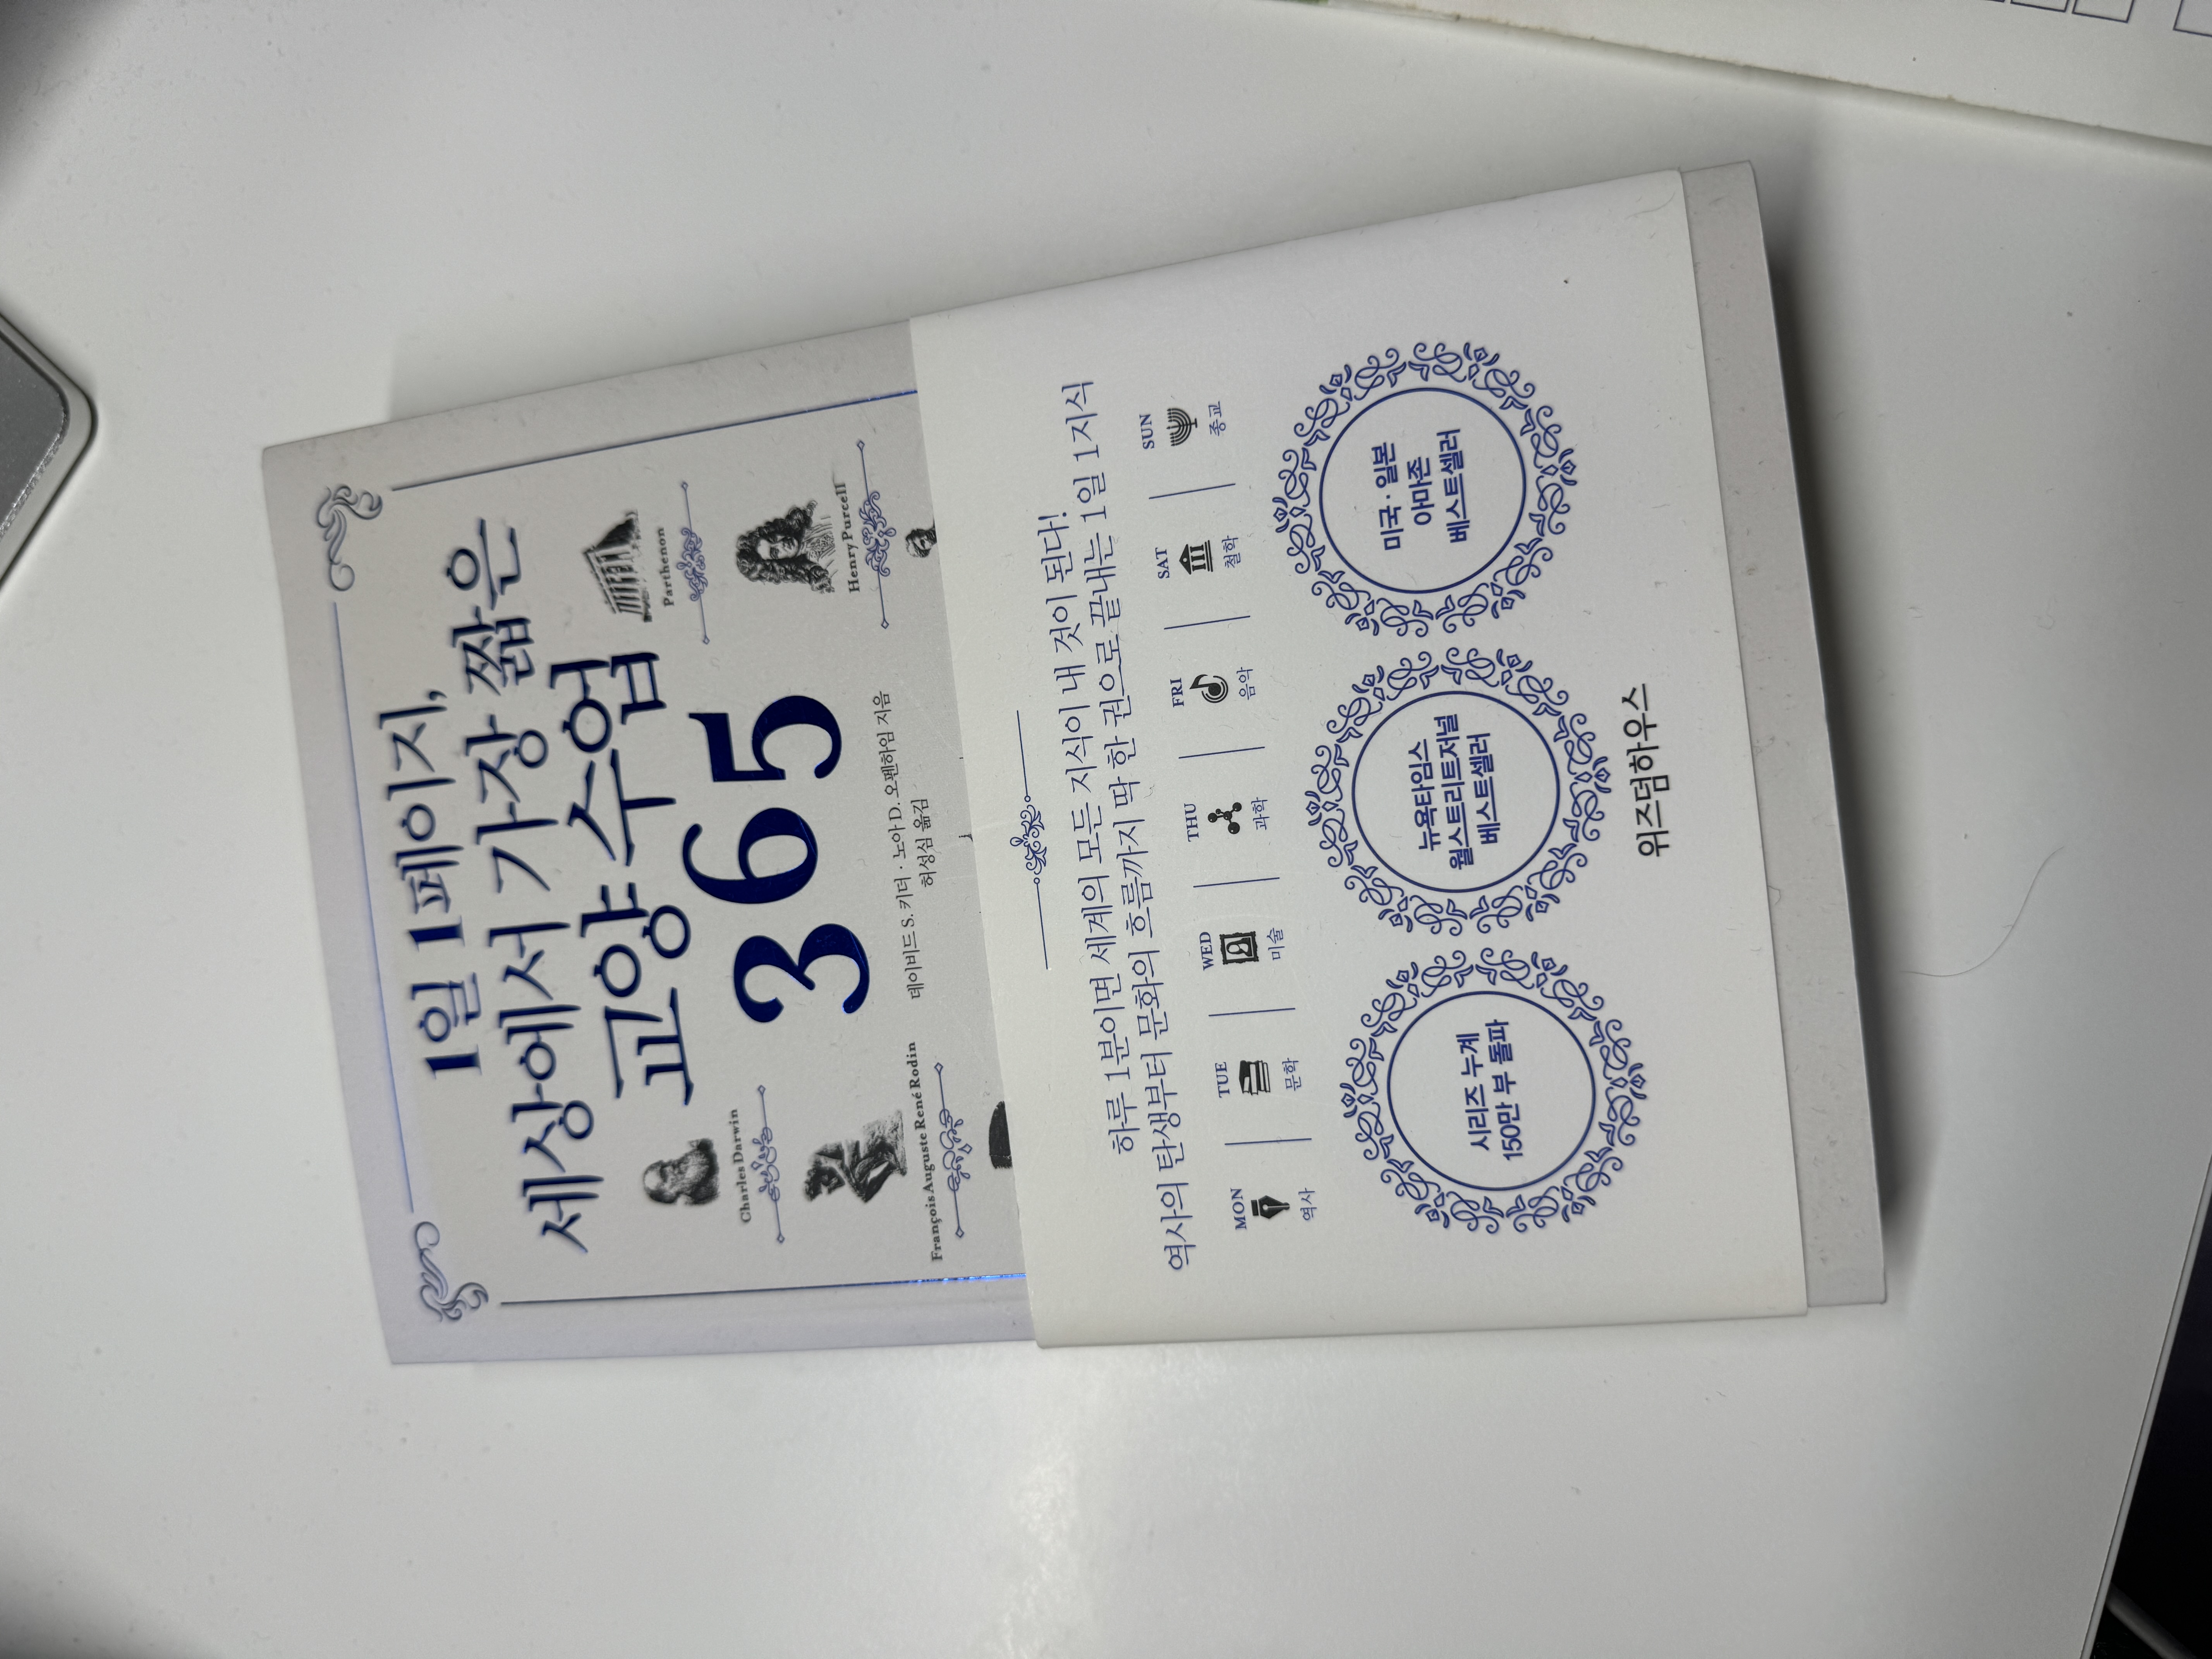 1일 1페이지,
세상에서 가장 짧은
교양 수업
365
Charles Darwin
Parthenon
François Auguste René Rodin
Henry Purcell
데이비드 S. 키더 · 노아 D. 오펜하임 지음
허성심 옮김
하루 1분이면 세계의 모든 지식이 내 것이 된다!
역사의 탄생부터 문화의 흐름까지 딱 한 권으로 끝내는 1일 1지식
MON TUE WED THU FRI SAT SUN
역사 문학 미술 과학 음악 철학 종교
시리즈 누계
150만 부 돌파
뉴욕타임스
월스트리트저널
베스트셀러
미국 · 일본
아마존
베스트셀러
위즈덤하우스